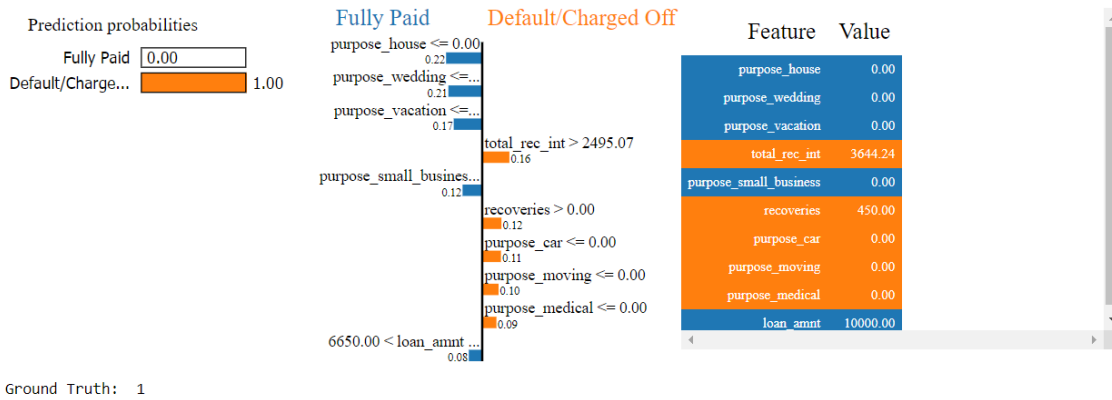 Prediction probabilities
Fully Paid 0.00
Default/Charge... 1.00
Fully Paid Default/Charged Off
purpose_house <= 0.00
0.22
purpose_wedding <=...
0.21
purpose_vacation <=...
0.17
total_rec_int > 2495.07
0.16
purpose_small_busines...
0.12
recoveries > 0.00
0.12
purpose_car <= 0.00
0.11
purpose_moving <= 0.00
0.10
purpose_medical <= 0.00
0.09
6650.00 < loan_amnt ...
0.08
Feature Value
purpose_house 0.00
purpose_wedding 0.00
purpose_vacation 0.00
total_rec_int 3644.24
purpose_small_business 0.00
recoveries 450.00
purpose_car 0.00
purpose_moving 0.00
purpose_medical 0.00
loan_amnt 10000.00
Ground Truth: 1